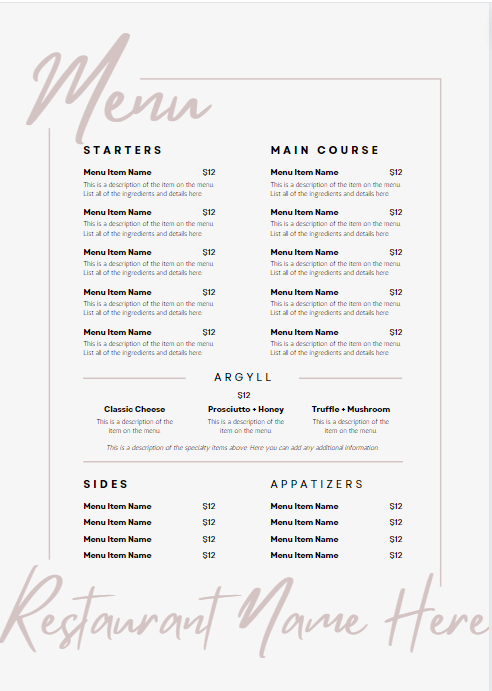 Menu
STARTERS
Menu Item Name $12
This is a description of the item on the menu.
List all of the ingredients and details here.
Menu Item Name $12
This is a description of the item on the menu.
List all of the ingredients and details here.
Menu Item Name $12
This is a description of the item on the menu.
List all of the ingredients and details here.
Menu Item Name $12
This is a description of the item on the menu.
List all of the ingredients and details here.
Menu Item Name $12
This is a description of the item on the menu.
List all of the ingredients and details here.
MAIN COURSE
Menu Item Name $12
This is a description of the item on the menu.
List all of the ingredients and details here.
Menu Item Name $12
This is a description of the item on the menu.
List all of the ingredients and details here.
Menu Item Name $12
This is a description of the item on the menu.
List all of the ingredients and details here.
Menu Item Name $12
This is a description of the item on the menu.
List all of the ingredients and details here.
Menu Item Name $12
This is a description of the item on the menu.
List all of the ingredients and details here.
ARGYLL
$12
Classic Cheese
This is a description of the
item on the menu.
Prosciutto + Honey
This is a description of the
item on the menu.
Truffle + Mushroom
This is a description of the
item on the menu.
This is a description of the specialty items above. Here you can add any additional information.
SIDES
Menu Item Name $12
Menu Item Name $12
Menu Item Name $12
Menu Item Name $12
APPATIZERS
Menu Item Name $12
Menu Item Name $12
Menu Item Name $12
Menu Item Name $12
Restaurant Name Here